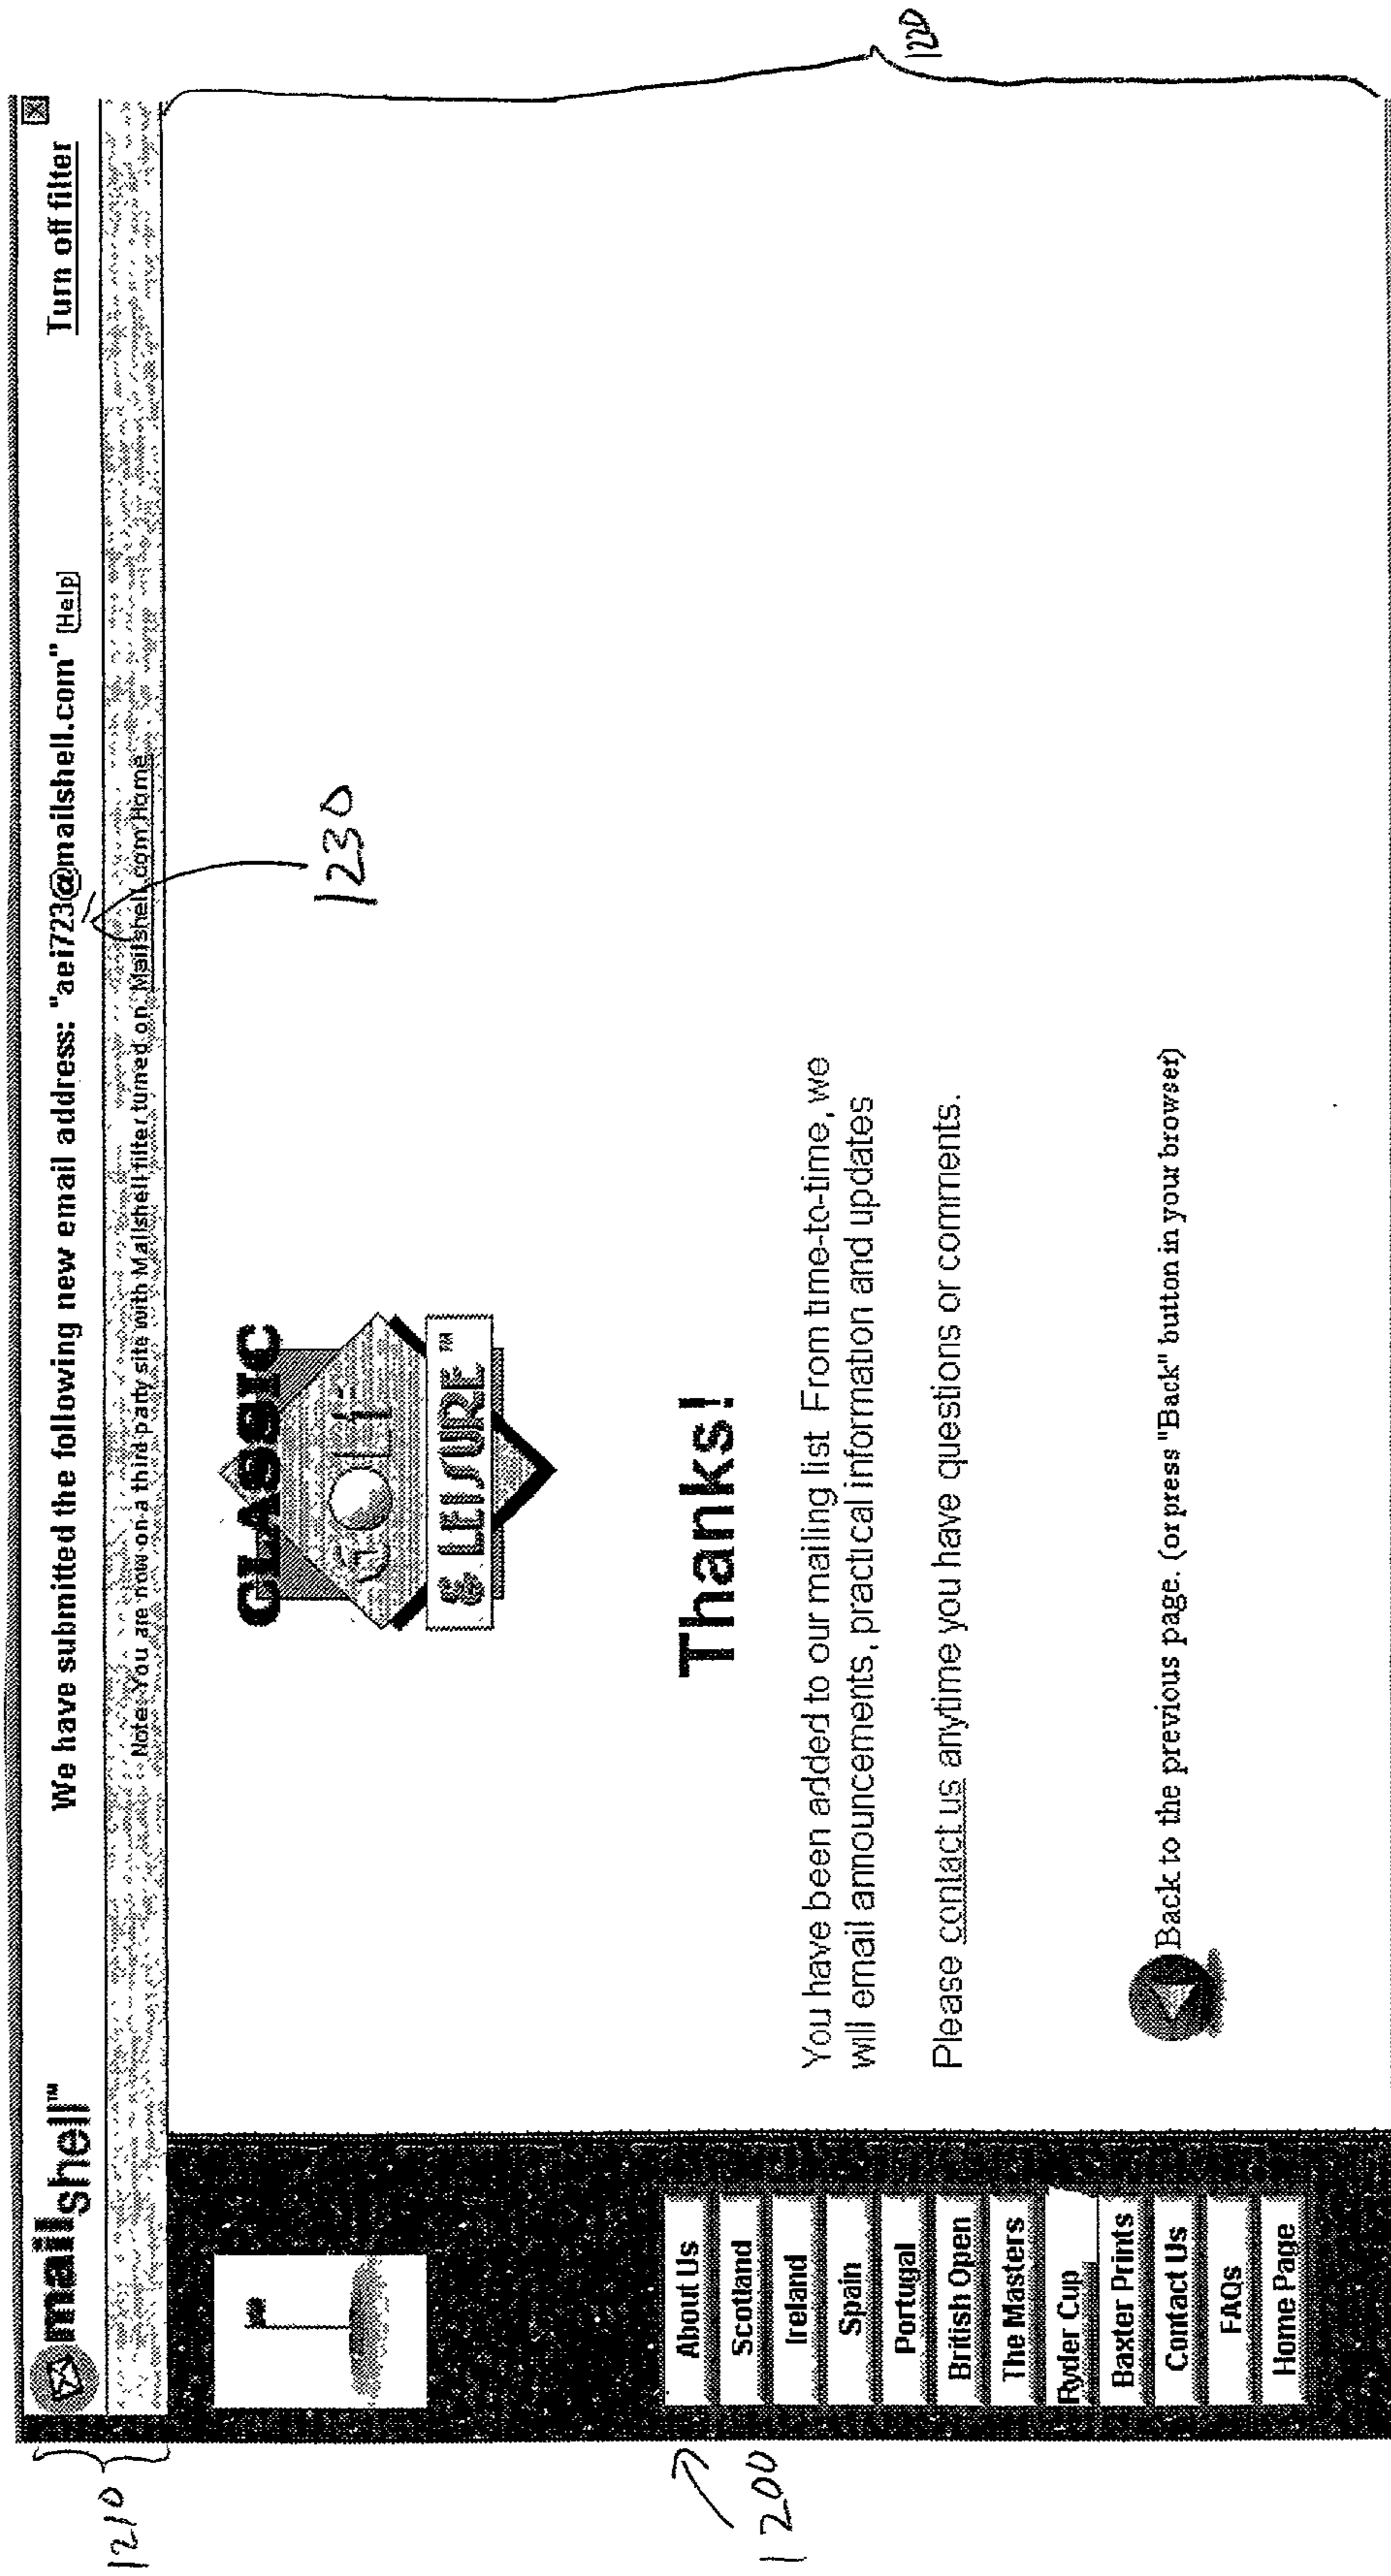 mailshell™
We have submitted the following new email address: "aei723@mailshell.com" [Help]
Turn off filter
X
Note: You are now on a third party site with Mailshell filter turned on. Mailshell.com Home
1210
1230
1220
1200
CLASSIC
GOLF
& LEISURE™
Thanks!
You have been added to our mailing list From time-to-time, we
will email announcements, practical information and updates
Please contact us anytime you have questions or comments.
Back to the previous page. (or press "Back" button in your browser)
About Us
Scotland
Ireland
Spain
Portugal
British Open
The Masters
Ryder Cup
Baxter Prints
Contact Us
FAQs
Home Page